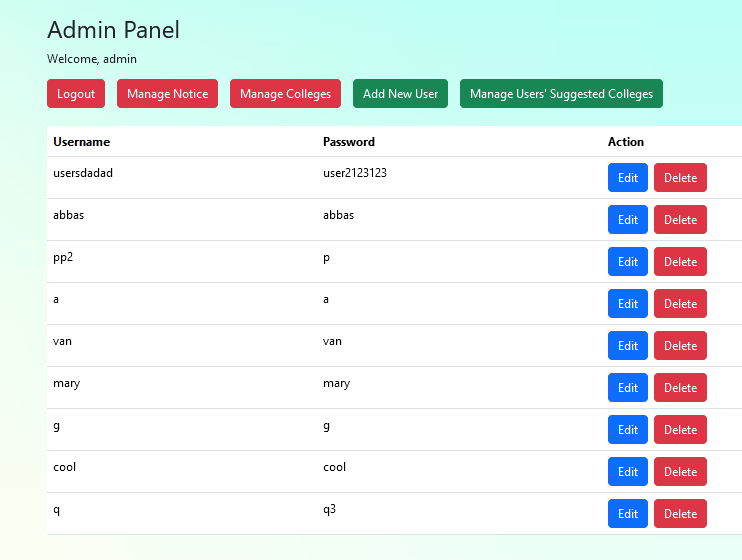 Admin Panel
Welcome, admin
Logout Manage Notice Manage Colleges Add New User Manage Users' Suggested Colleges
Username Password Action
usersdadad user2123123 Edit Delete
abbas abbas Edit Delete
pp2 p Edit Delete
a a Edit Delete
van van Edit Delete
mary mary Edit Delete
g g Edit Delete
cool cool Edit Delete
q q3 Edit Delete